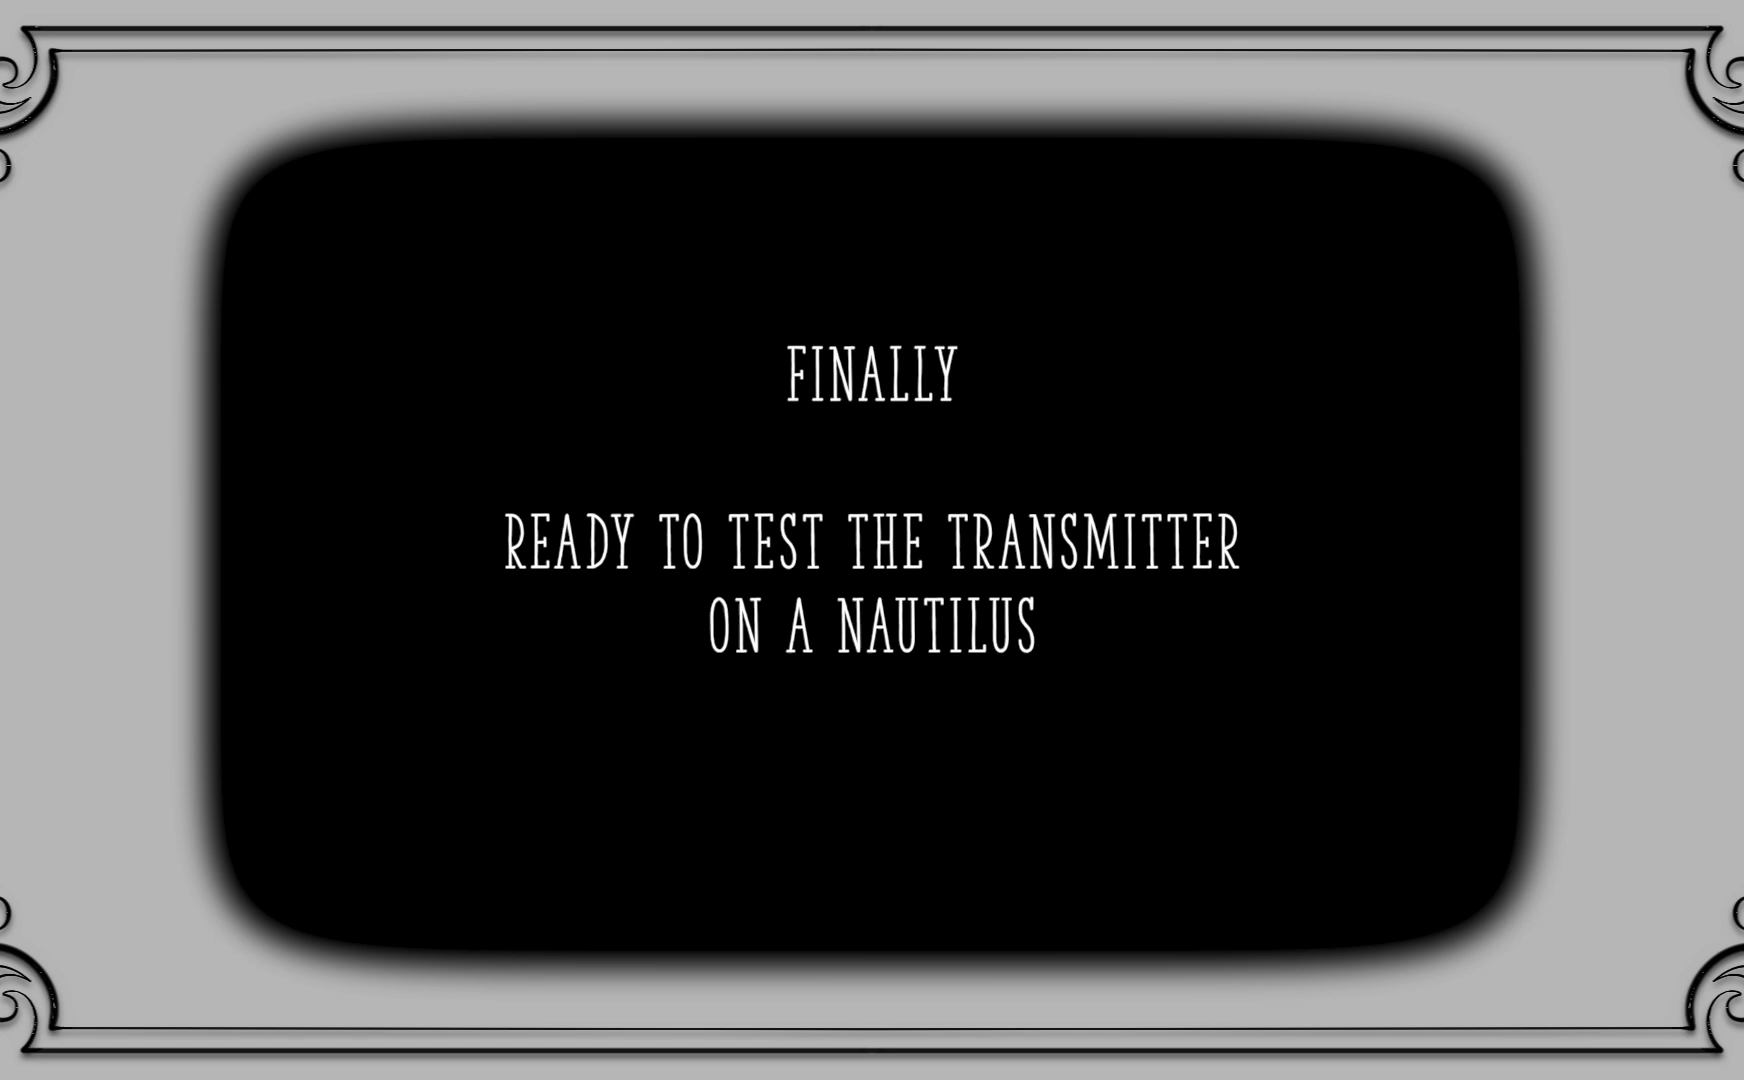 FINALLY
READY TO TEST THE TRANSMITTER
ON A NAUTILUS